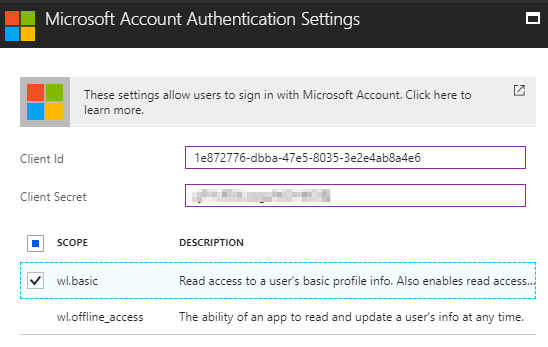 Microsoft Account Authentication Settings
These settings allow users to sign in with Microsoft Account. Click here to
learn more.
Client Id 1e872776-dbba-47e5-8035-3e2e4ab8a4e6
Client Secret
SCOPE DESCRIPTION
wl.basic Read access to a user's basic profile info. Also enables read access...
wl.offline_access The ability of an app to read and update a user's info at any time.